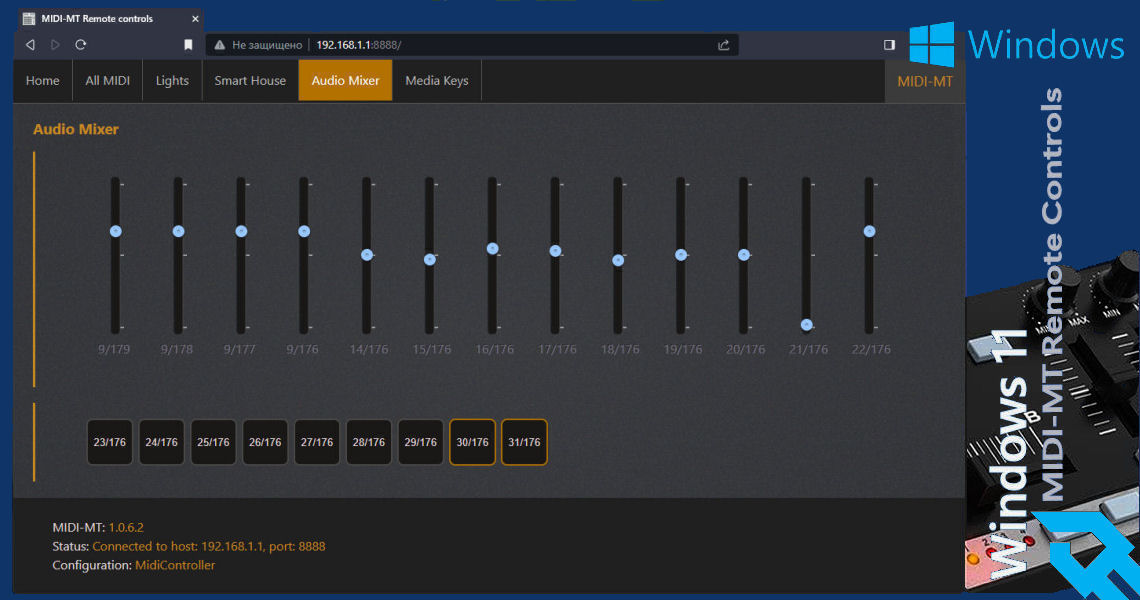 MIDI-MT Remote controls
Не защищено | 192.168.1.1:8888/
Windows
Home All MIDI Lights Smart House Audio Mixer Media Keys MIDI-MT
Audio Mixer
9/179 9/178 9/177 9/176 14/176 15/176 16/176 17/176 18/176 19/176 20/176 21/176 22/176
23/176 24/176 25/176 26/176 27/176 28/176 29/176 30/176 31/176
MIDI-MT: 1.0.6.2
Status: Connected to host: 192.168.1.1, port: 8888
Configuration: MidiController
Windows 11
MIDI-MT Remote Controls
MAX
MIN
B